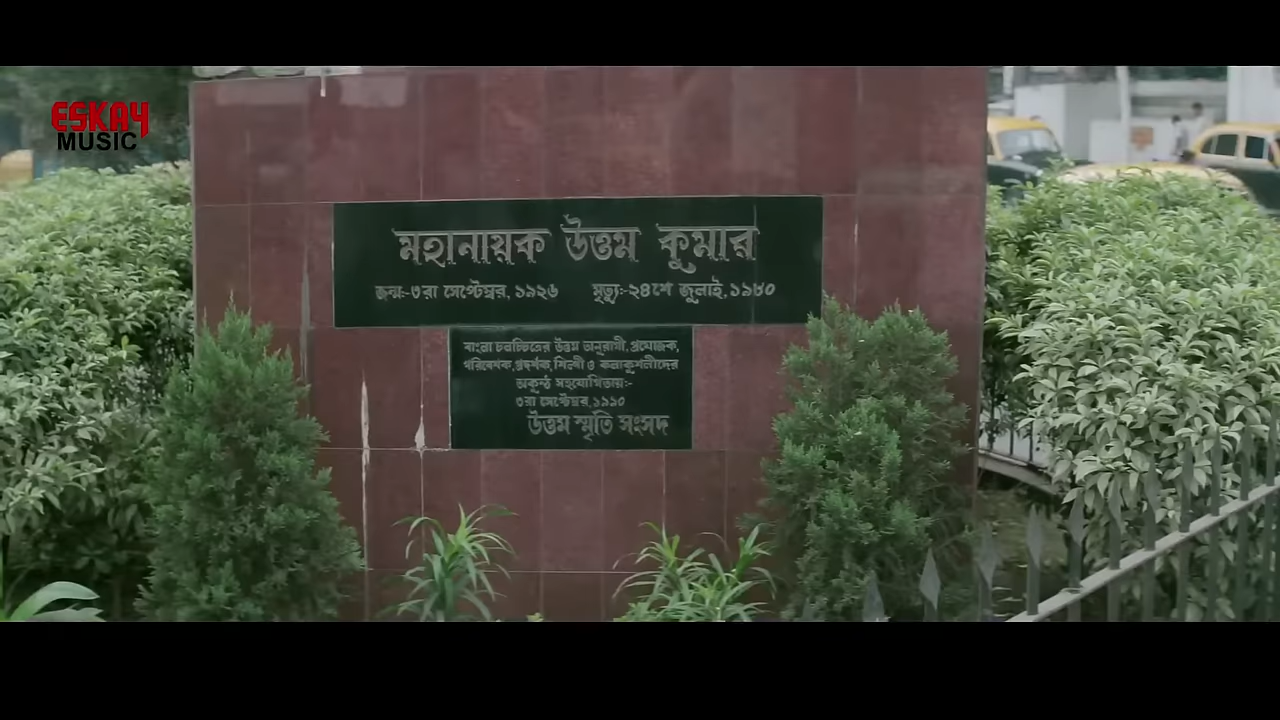 ESKAY
MUSIC
মহানায়ক উত্তম কুমার
জন্ম:-৩রা সেপ্টেম্বর, ১৯২৬ মৃত্যু:-২৪শে জুলাই, ১৯৮০
বাংলা চলচ্চিত্রের উত্তম অনুরাগী, প্রযোজক,
পরিবেশক, প্রদর্শক, শিল্পী ও কলাকুশলীদের
অকুন্ঠ সহযোগিতায়:-
৩রা সেপ্টেম্বর, ১৯৯০
উত্তম স্মৃতি সংসদ